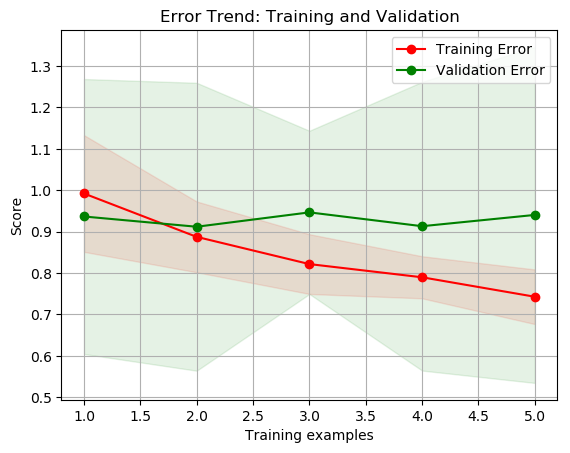 Error Trend: Training and Validation
Training Error
Validation Error
Score
1.3
1.2
1.1
1.0
0.9
0.8
0.7
0.6
0.5
1.0 1.5 2.0 2.5 3.0 3.5 4.0 4.5 5.0
Training examples